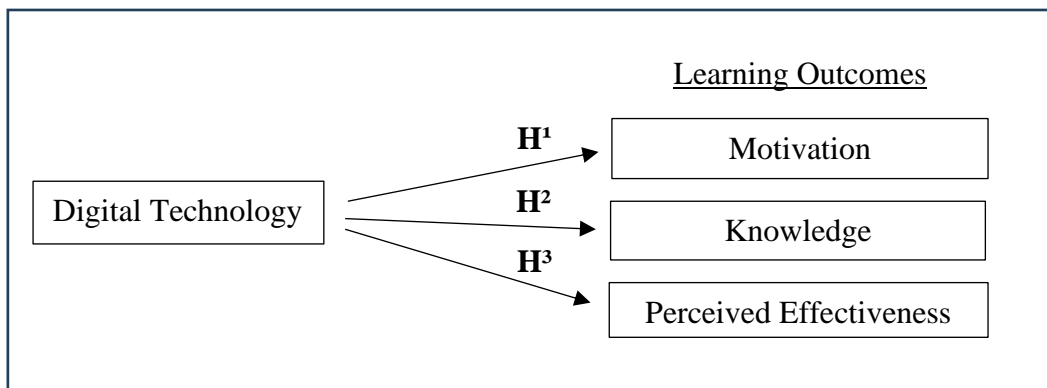 Learning Outcomes
H¹
Motivation
Digital Technology
H²
Knowledge
H³
Perceived Effectiveness